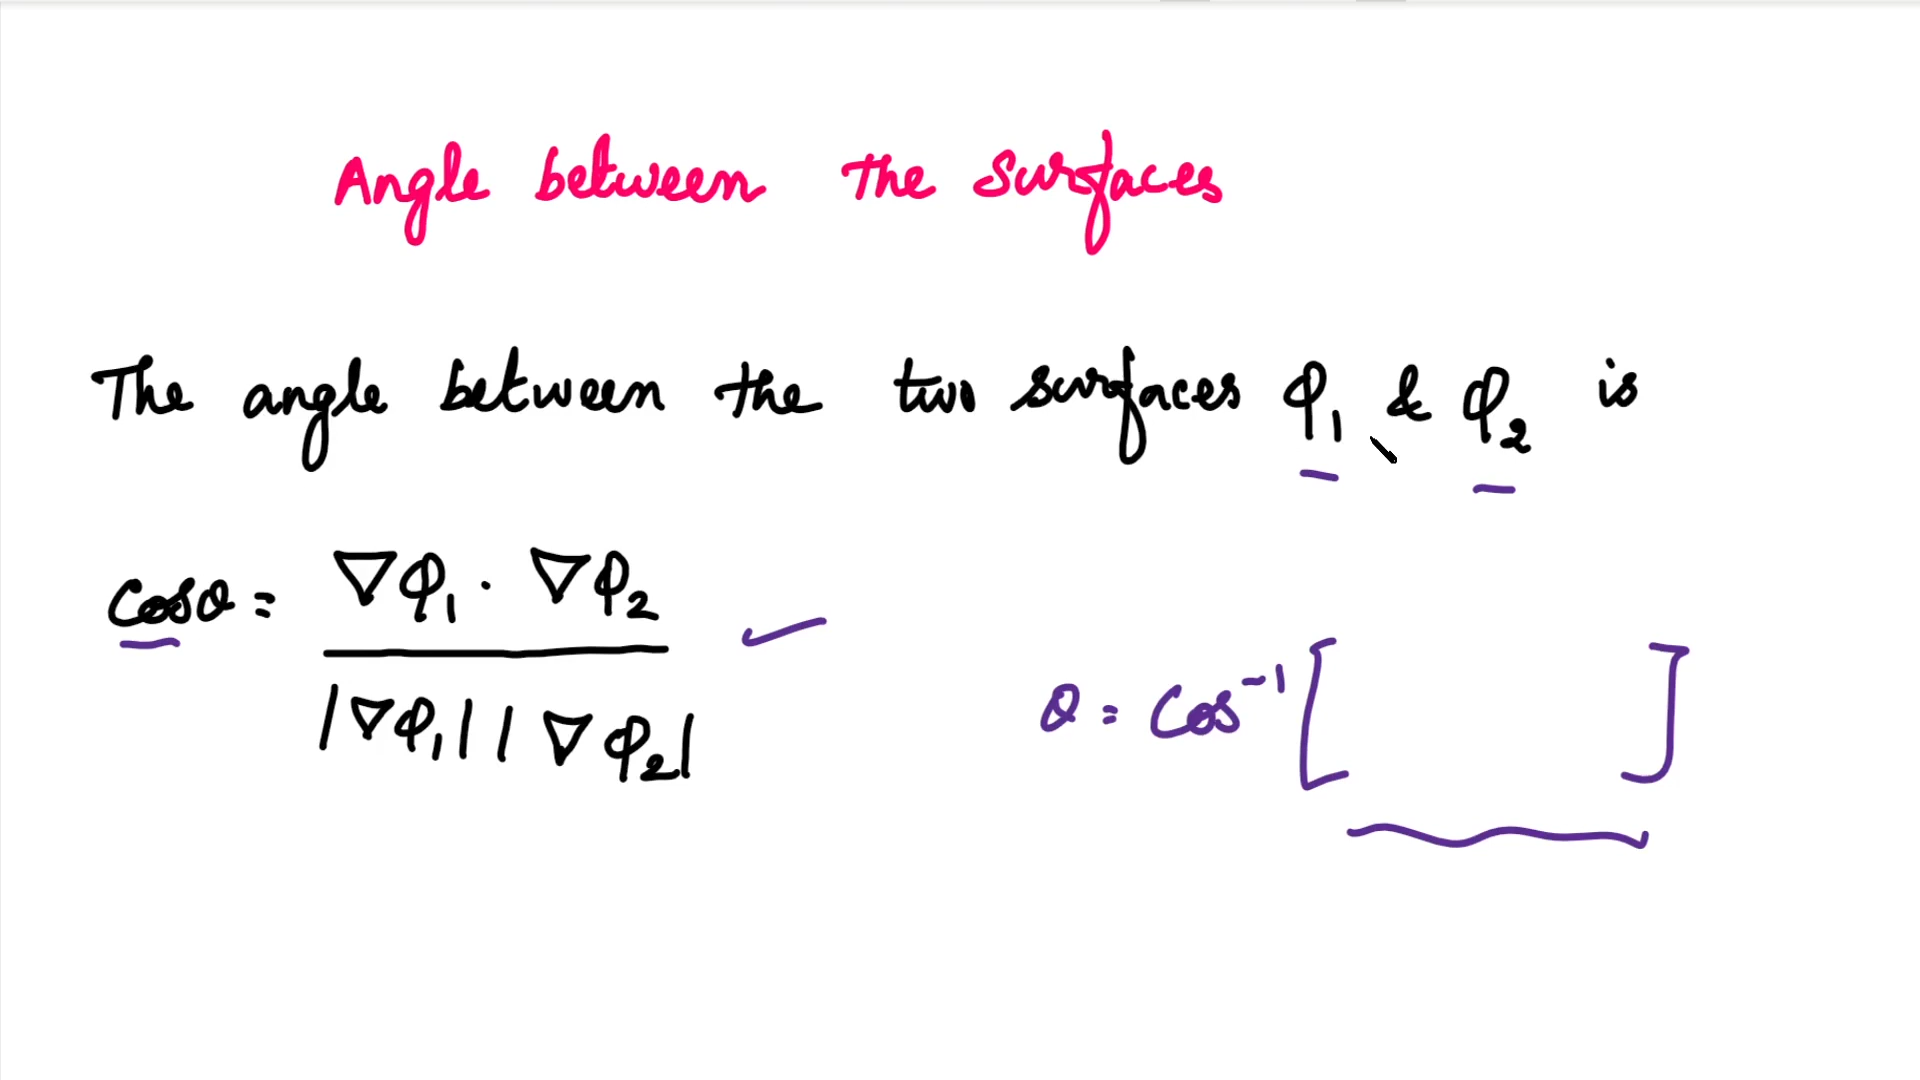 Angle between the surfaces
The angle between the two surfaces φ₁ & φ₂ is
cosθ = ∇φ₁ · ∇φ₂
|∇φ₁| |∇φ₂|
θ = cos⁻¹ [ ]